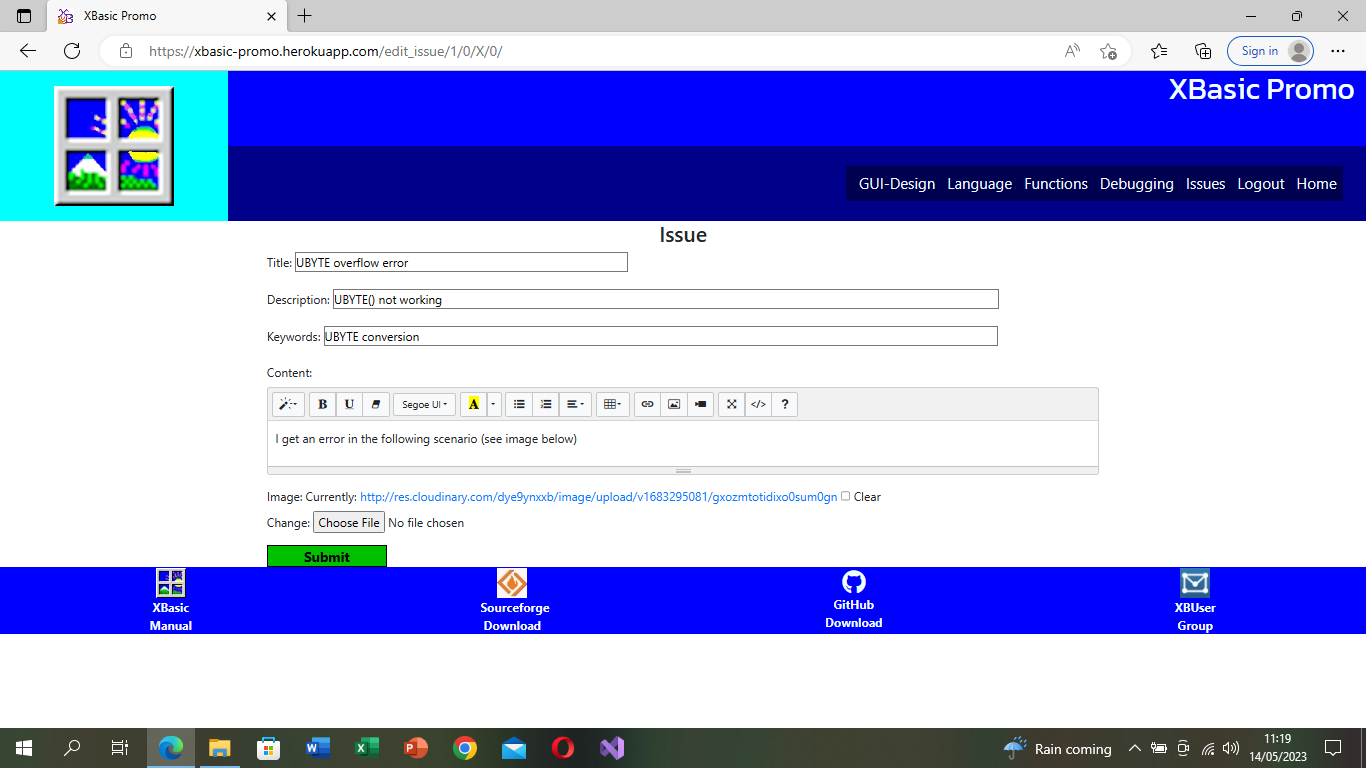 XBasic Promo
https://xbasic-promo.herokuapp.com/edit_issue/1/0/X/0/
Sign in
XBasic Promo
GUI-Design Language Functions Debugging Issues Logout Home
Issue
Title: UBYTE overflow error
Description: UBYTE() not working
Keywords: UBYTE conversion
Content:
B U Segoe UI A </> ?
I get an error in the following scenario (see image below)
Image: Currently: http://res.cloudinary.com/dye9ynxxb/image/upload/v1683295081/gxozmtotidixo0sum0gn Clear
Change: Choose File No file chosen
Submit
XBasic
Manual
Sourceforge
Download
GitHub
Download
XBUser
Group
Rain coming
11:19
14/05/2023